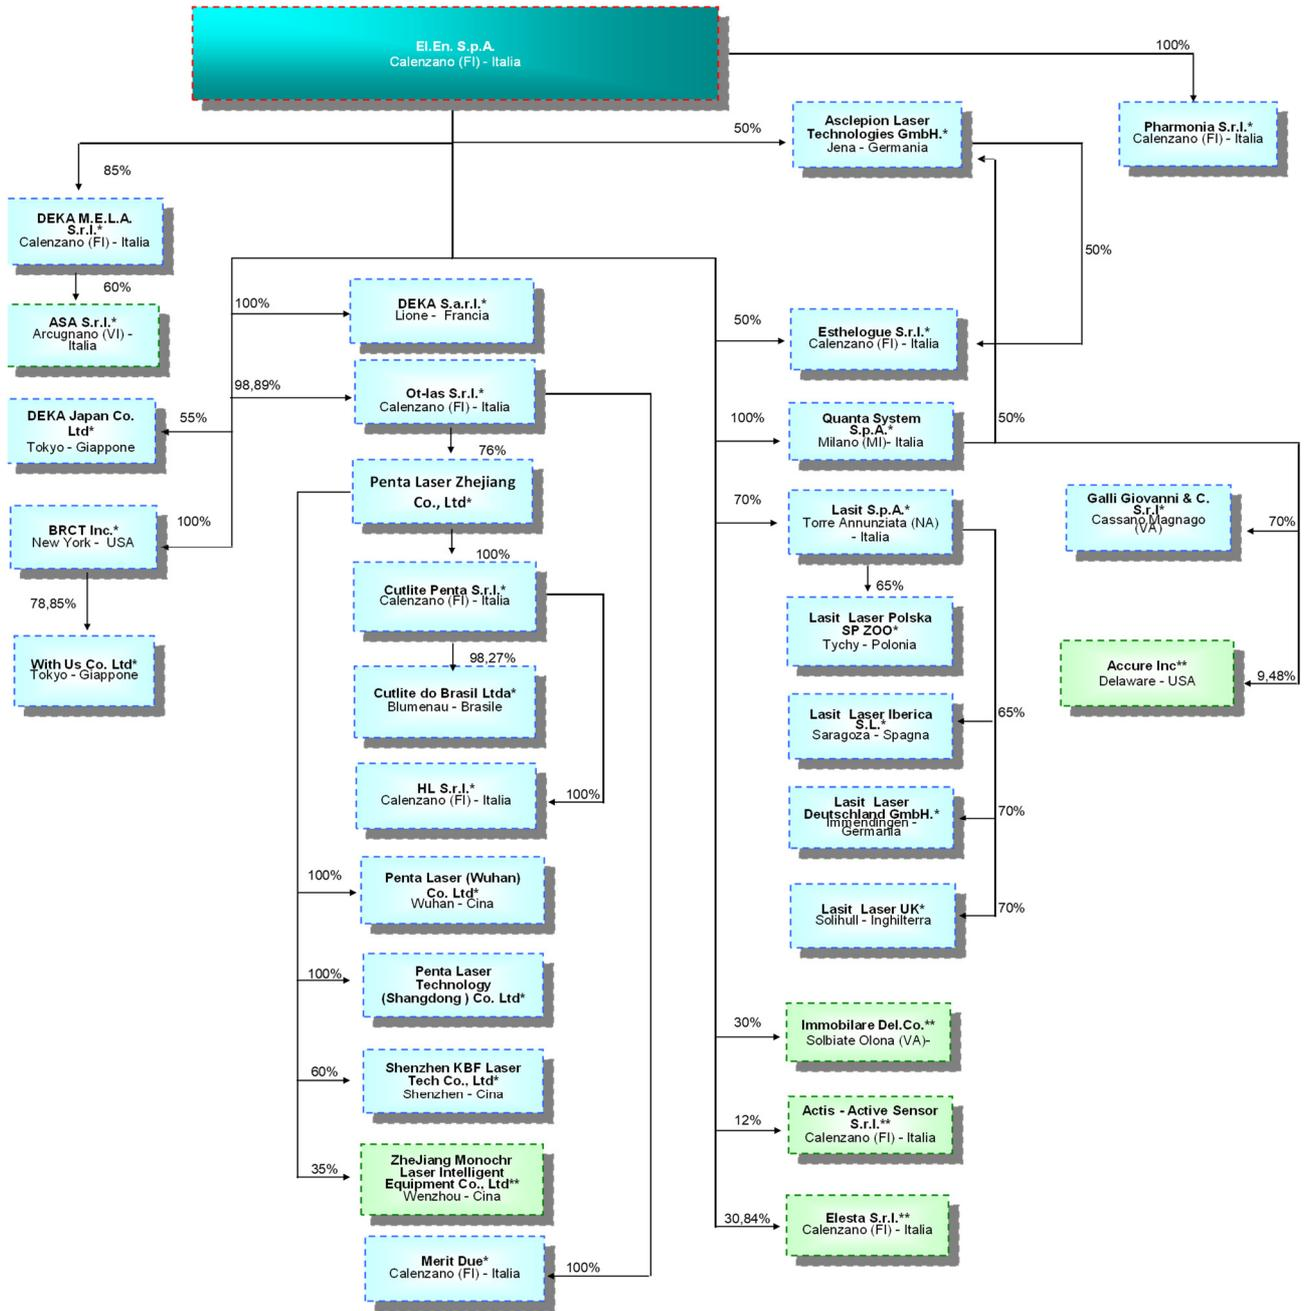 El.En. S.p.A.
Calenzano (FI) - Italia
100%
Pharmonia S.r.l.*
Calenzano (FI) - Italia
50%
Asclepion Laser
Technologies GmbH.*
Jena - Germania
50%
85%
DEKA M.E.L.A.
S.r.l.*
Calenzano (FI) - Italia
60%
ASA S.r.l.*
Arcugnano (VI) -
Italia
100%
DEKA S.a.r.l.*
Lione - Francia
98,89%
Ot-las S.r.l.*
Calenzano (FI) - Italia
55%
DEKA Japan Co.
Ltd*
Tokyo - Giappone
100%
BRCT Inc.*
New York - USA
78,85%
With Us Co. Ltd*
Tokyo - Giappone
76%
Penta Laser Zhejiang
Co., Ltd*
100%
Cutlite Penta S.r.l.*
Calenzano (FI) - Italia
98,27%
Cutlite do Brasil Ltda*
Blumenau - Brasile
HL S.r.l.*
Calenzano (FI) - Italia
100%
100%
Penta Laser (Wuhan)
Co. Ltd*
Wuhan - Cina
100%
Penta Laser
Technology
(Shangdong ) Co. Ltd*
60%
Shenzhen KBF Laser
Tech Co., Ltd*
Shenzhen - Cina
35%
ZheJiang Monochr
Laser Intelligent
Equipment Co., Ltd**
Wenzhou - Cina
Merit Due*
Calenzano (FI) - Italia
100%
50%
Esthelogue S.r.l.*
Calenzano (FI) - Italia
100%
Quanta System
S.p.A.*
Milano (MI)- Italia
50%
70%
Lasit S.p.A.*
Torre Annunziata (NA)
- Italia
Galli Giovanni & C.
S.r.l*
Cassano Magnago
(VA)
70%
65%
Lasit Laser Polska
SP ZOO*
Tychy - Polonia
Accure Inc**
Delaware - USA
9,48%
Lasit Laser Iberica
S.L.*
Saragoza - Spagna
65%
Lasit Laser
Deutschland GmbH.*
Immendingen -
Germania
70%
Lasit Laser UK*
Solihull - Inghilterra
70%
30%
Immobilare Del.Co.**
Solbiate Olona (VA)-
12%
Actis - Active Sensor
S.r.l.**
Calenzano (FI) - Italia
30,84%
Elesta S.r.l.**
Calenzano (FI) - Italia